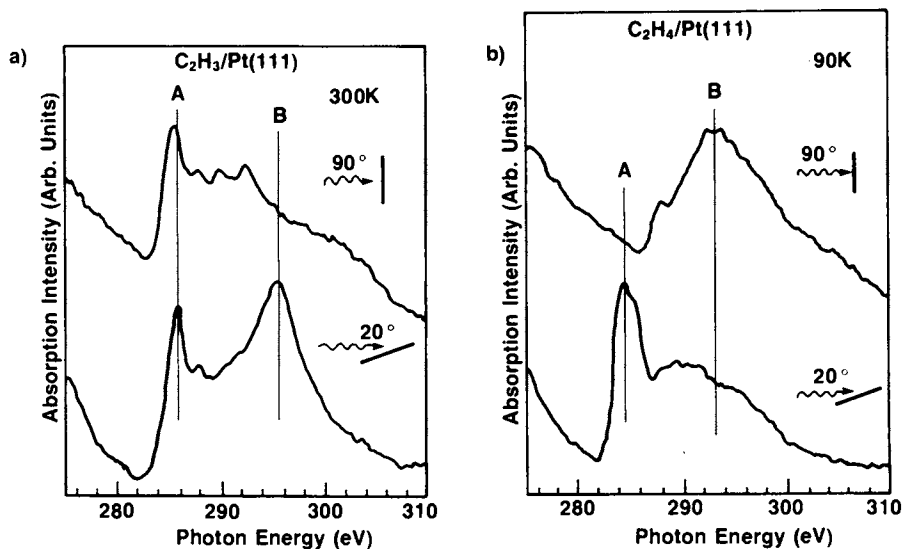 a)
C₂H₃/Pt(111)
A
300K
B
90°
20°
280 290 300 310
Photon Energy (eV)
Absorption Intensity (Arb. Units)
b)
C₂H₄/Pt(111)
90K
B
90°
A
20°
280 290 300 310
Photon Energy (eV)
Absorption Intensity (Arb. Units)